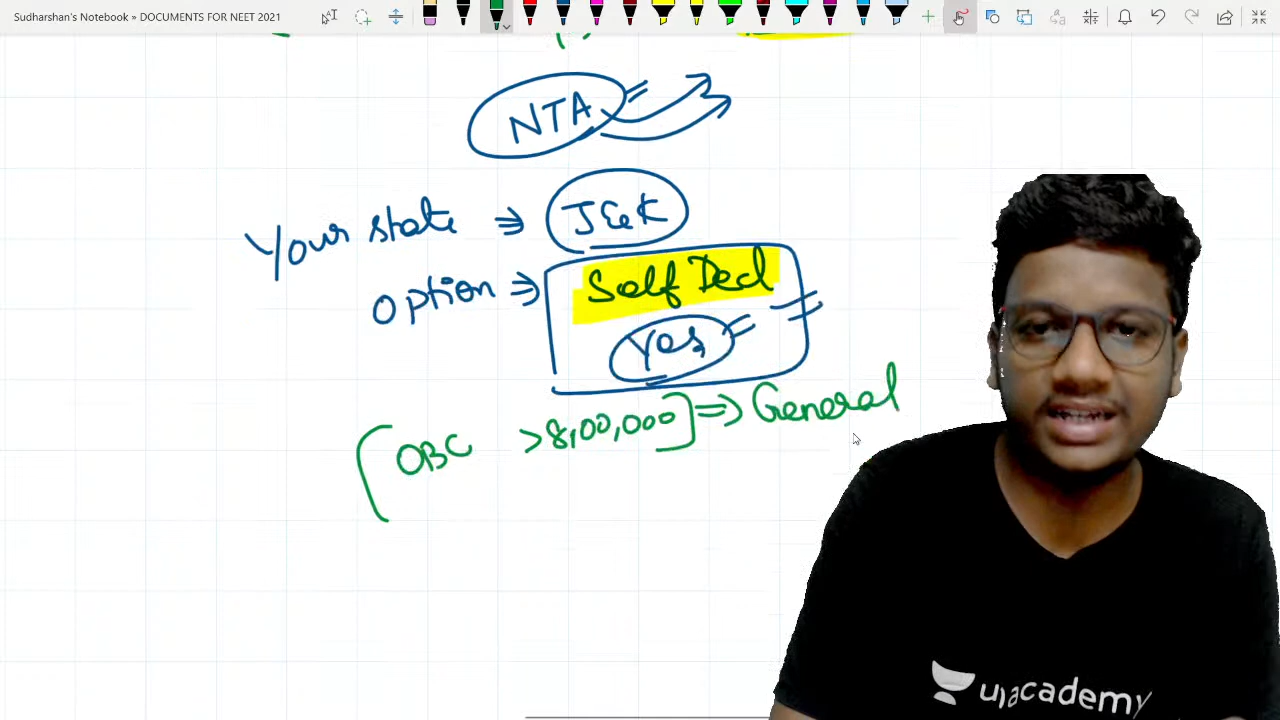 Sudharshan's Notebook » DOCUMENTS FOR NEET 2021
NTA
Your state ⇒ J&K
option ⇒ Self Decl
Yes
OBC >8,00,000 ⇒ General
unacademy